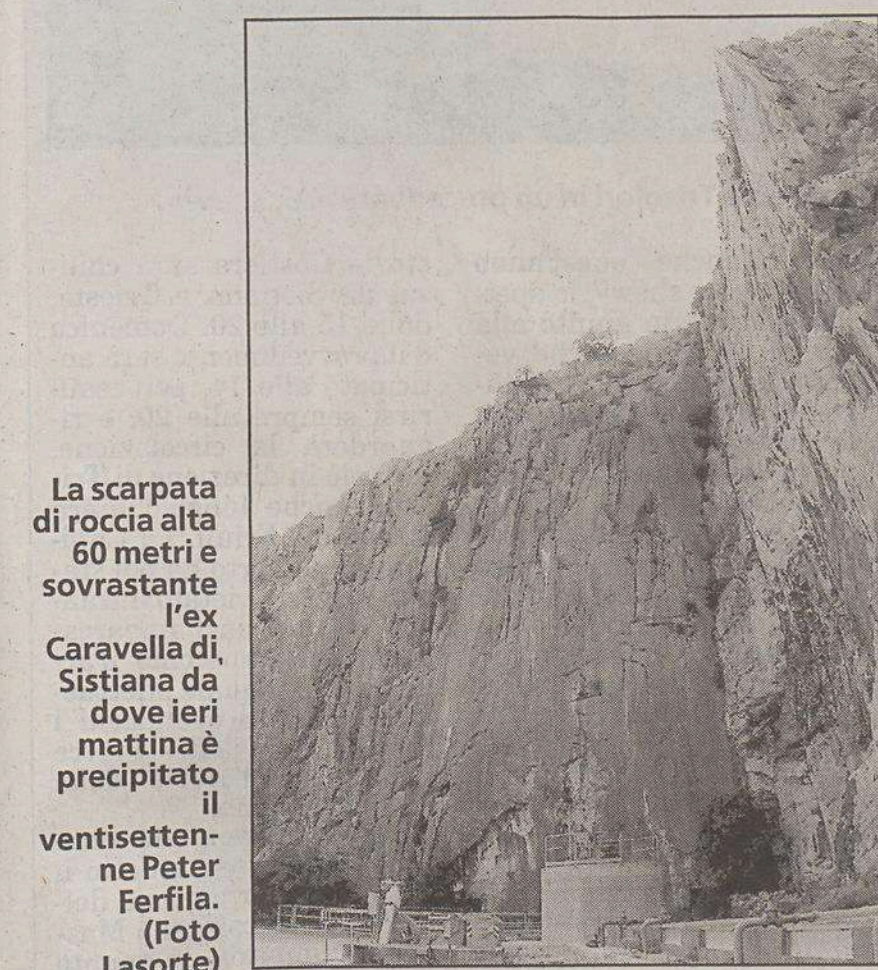 La scarpata
di roccia alta
60 metri e
sovrastante
l'ex
Caravella di
Sistiana da
dove ieri
mattina è
precipitato
il
ventisetten-
ne Peter
Ferfila.
(Foto
Lasorte)